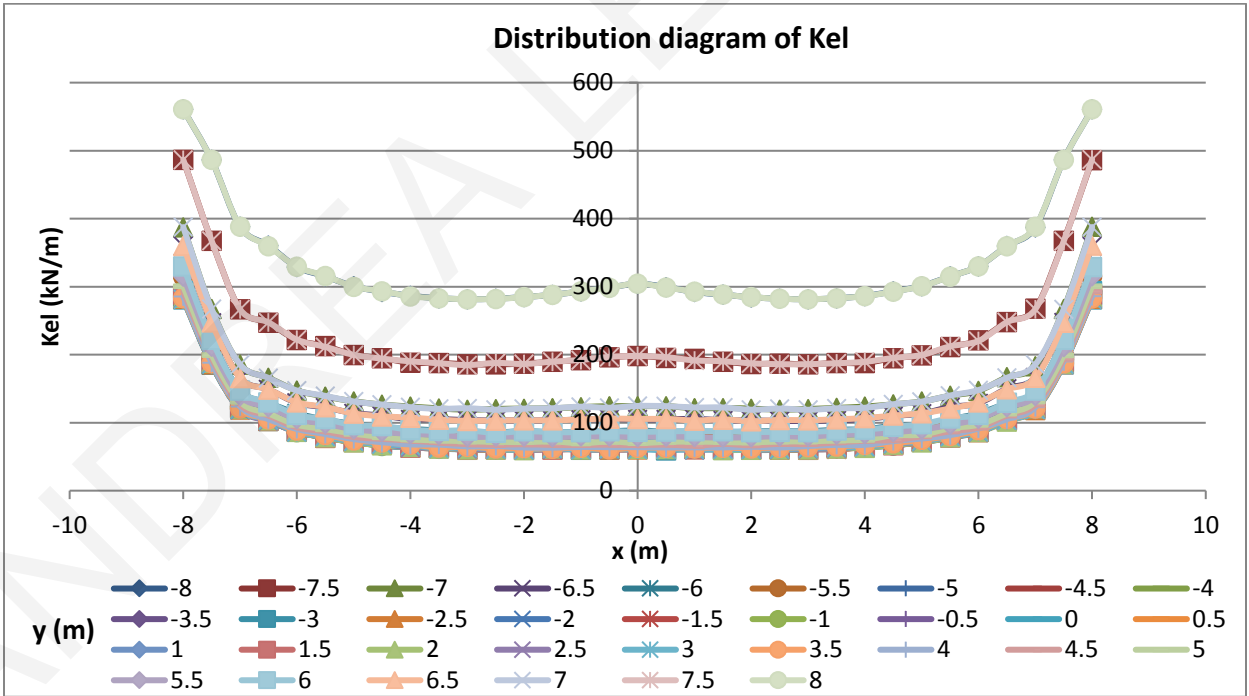 Distribution diagram of Kel
600
500
400
300
200
100
0
Kel (kN/m)
-10 -8 -6 -4 -2 0 2 4 6 8 10
x (m)
-8 -7.5 -7 -6.5 -6 -5.5 -5 -4.5 -4
-3.5 -3 -2.5 -2 -1.5 -1 -0.5 0 0.5
y (m)
1 1.5 2 2.5 3 3.5 4 4.5 5
5.5 6 6.5 7 7.5 8